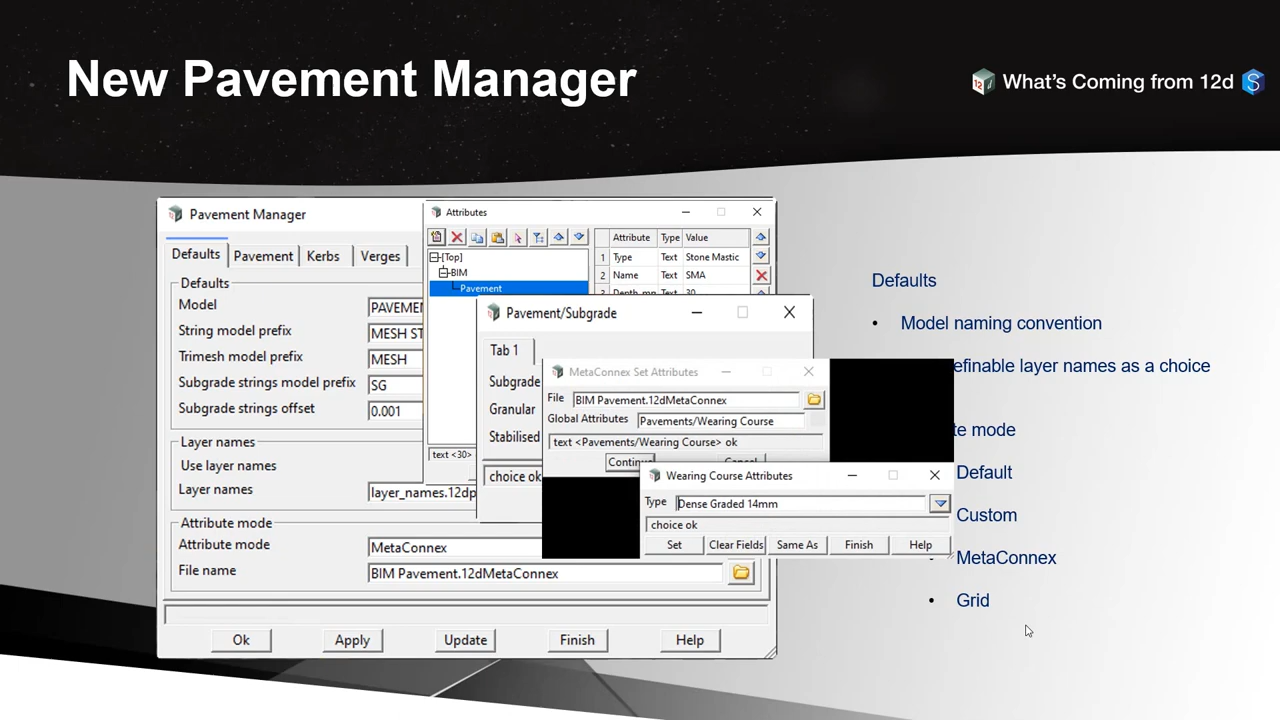 New Pavement Manager
What's Coming from 12d
Pavement Manager
Defaults Pavement Kerbs Verges
Defaults
Model PAVEMEN
String model prefix MESH ST
Trimesh model prefix MESH
Subgrade strings model prefix SG
Subgrade strings offset 0.001
Layer names
Use layer names
Layer names layer_names.12dp
Attribute mode
Attribute mode MetaConnex
File name BIM Pavement.12dMetaConnex
Ok Apply Update Finish Help
Attributes
[Top]
BIM
Pavement
Attribute Type Value
1 Type Text Stone Mastic
2 Name Text SMA
text <30>
Pavement/Subgrade
Tab 1
Subgrade
Granular
Stabilised
choice ok
MetaConnex Set Attributes
File BIM Pavement.12dMetaConnex
Global Attributes Pavements/Wearing Course
text <Pavements/Wearing Course> ok
Continue Cancel
Wearing Course Attributes
Type Dense Graded 14mm
choice ok
Set Clear Fields Same As Finish Help
Defaults
• Model naming convention
efinable layer names as a choice
te mode
Default
Custom
MetaConnex
• Grid